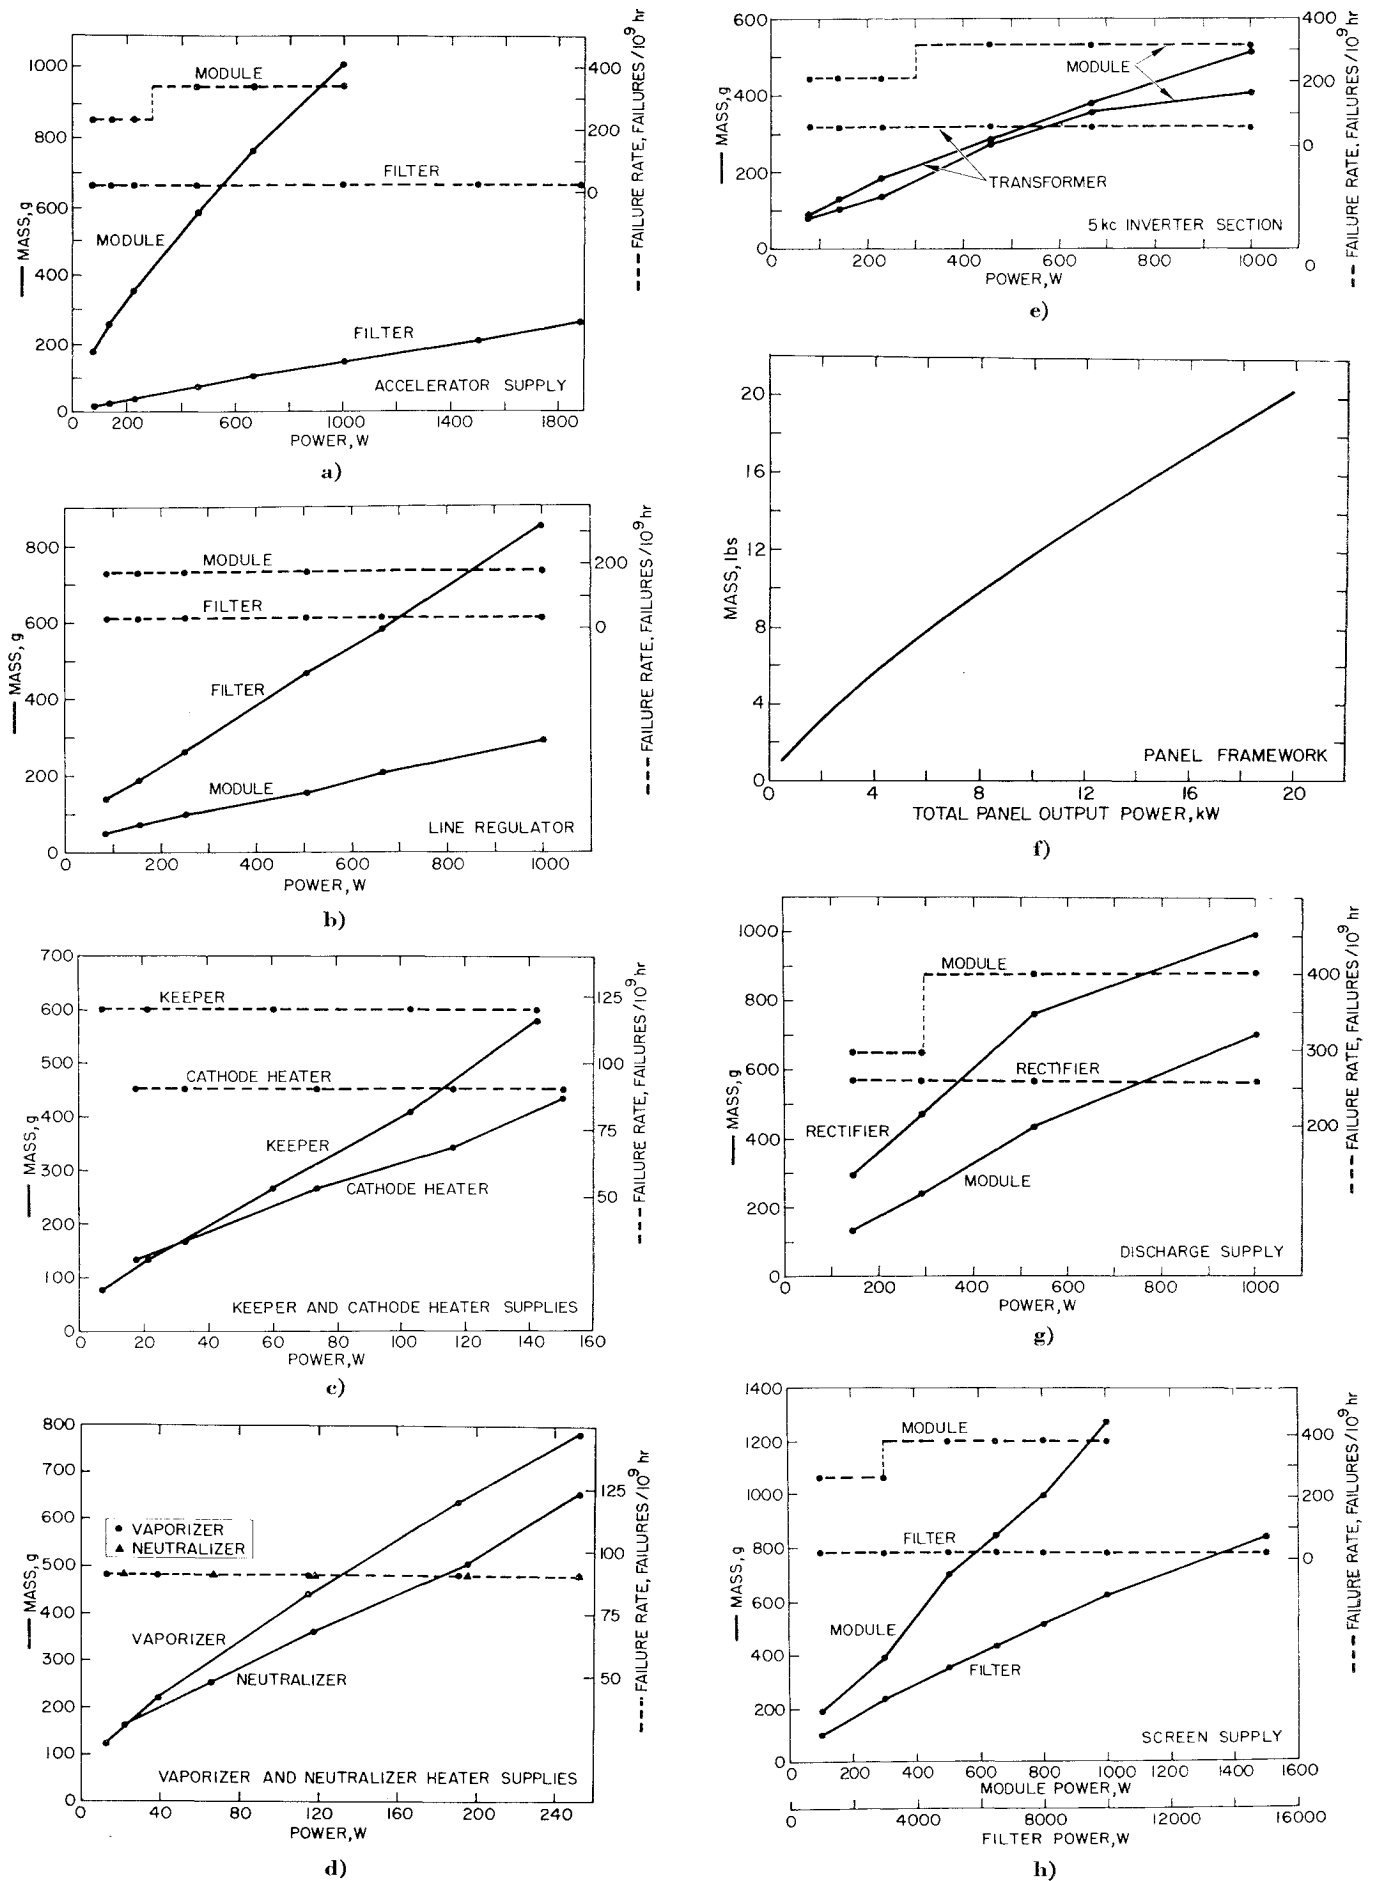 1000
800
600
400
200
0
MASS, g
MODULE
FILTER
MODULE
FILTER
ACCELERATOR SUPPLY
400
200
0
FAILURE RATE, FAILURES/10⁹ hr
0 200 600 1000 1400 1800
POWER, W
a)
800
600
400
200
0
MASS, g
MODULE
FILTER
FILTER
MODULE
LINE REGULATOR
200
0
FAILURE RATE, FAILURES/10⁹ hr
0 200 400 600 800 1000
POWER, W
b)
700
600
500
400
300
200
100
0
MASS, g
KEEPER
CATHODE HEATER
KEEPER
CATHODE HEATER
KEEPER AND CATHODE HEATER SUPPLIES
125
100
75
50
FAILURE RATE, FAILURES/10⁹ hr
0 20 40 60 80 100 120 140 160
POWER, W
c)
800
700
600
500
400
300
200
100
0
MASS, g
• VAPORIZER
▲ NEUTRALIZER
VAPORIZER
NEUTRALIZER
VAPORIZER AND NEUTRALIZER HEATER SUPPLIES
125
100
75
50
FAILURE RATE, FAILURES/10⁹ hr
0 40 80 120 160 200 240
POWER, W
d)
600
400
200
0
MASS, g
MODULE
TRANSFORMER
5 kc INVERTER SECTION
400
200
0
0
FAILURE RATE, FAILURES/10⁹ hr
0 200 400 600 800 1000
POWER, W
e)
20
16
12
8
4
0
MASS, lbs
PANEL FRAMEWORK
0 4 8 12 16 20
TOTAL PANEL OUTPUT POWER, kW
f)
1000
800
600
400
200
0
MASS, g
MODULE
RECTIFIER
RECTIFIER
MODULE
DISCHARGE SUPPLY
400
300
200
FAILURE RATE, FAILURES/10⁹ hr
0 200 400 600 800 1000
POWER, W
g)
1400
1200
1000
800
600
400
200
0
MASS, g
MODULE
FILTER
MODULE
FILTER
SCREEN SUPPLY
400
200
0
FAILURE RATE, FAILURES/10⁹ hr
0 200 400 600 800 1000 1200 1400 1600
MODULE POWER, W
0 4000 8000 12000 16000
FILTER POWER, W
h)